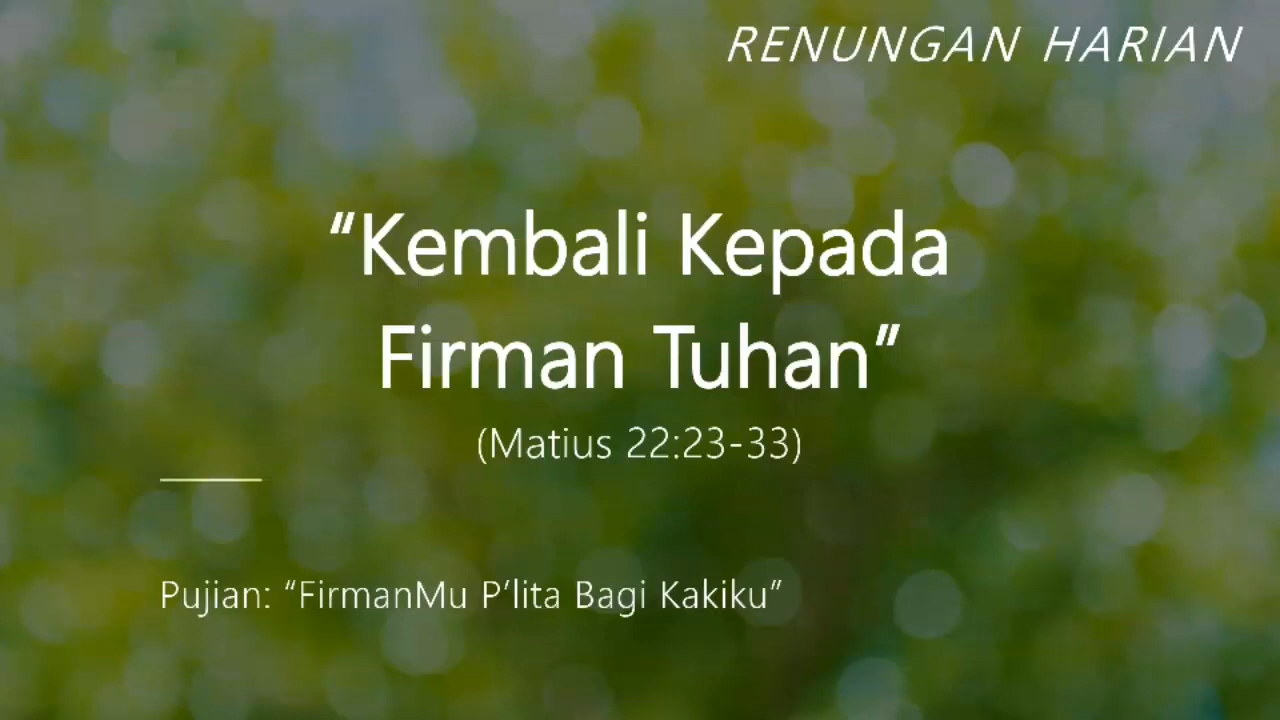 RENUNGAN HARIAN
“Kembali Kepada
Firman Tuhan”
(Matius 22:23-33)
Pujian: “FirmanMu P’lita Bagi Kakiku”